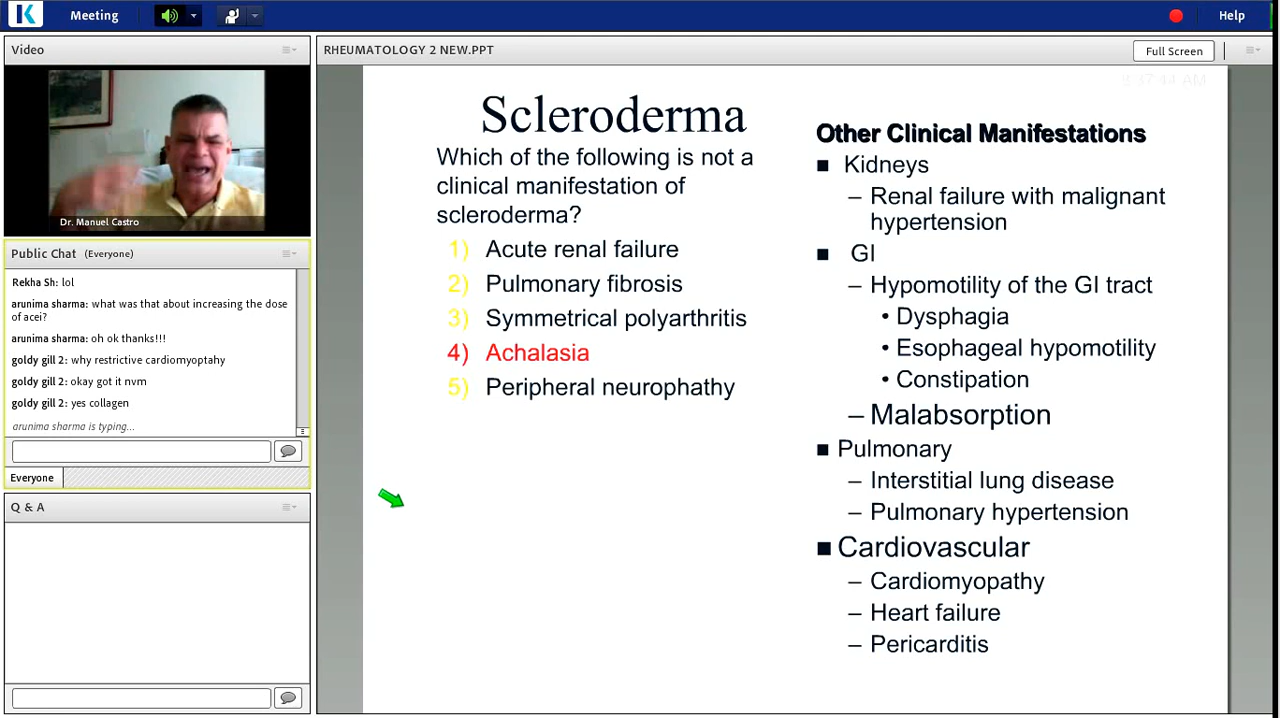 K
Meeting
Help
Video
Dr. Manuel Castro
Public Chat (Everyone)
Rekha Sh: lol
arunima sharma: what was that about increasing the dose
of acei?
arunima sharma: oh ok thanks!!!
goldy gill 2: why restrictive cardiomyoptahy
goldy gill 2: okay got it nvm
goldy gill 2: yes collagen
arunima sharma is typing...
Everyone
Q & A
RHEUMATOLOGY 2 NEW.PPT
Full Screen
Scleroderma
Which of the following is not a
clinical manifestation of
scleroderma?
1) Acute renal failure
2) Pulmonary fibrosis
3) Symmetrical polyarthritis
4) Achalasia
5) Peripheral neurophathy
Other Clinical Manifestations
■ Kidneys
– Renal failure with malignant
hypertension
■ GI
– Hypomotility of the GI tract
• Dysphagia
• Esophageal hypomotility
• Constipation
– Malabsorption
■ Pulmonary
– Interstitial lung disease
– Pulmonary hypertension
■ Cardiovascular
– Cardiomyopathy
– Heart failure
– Pericarditis